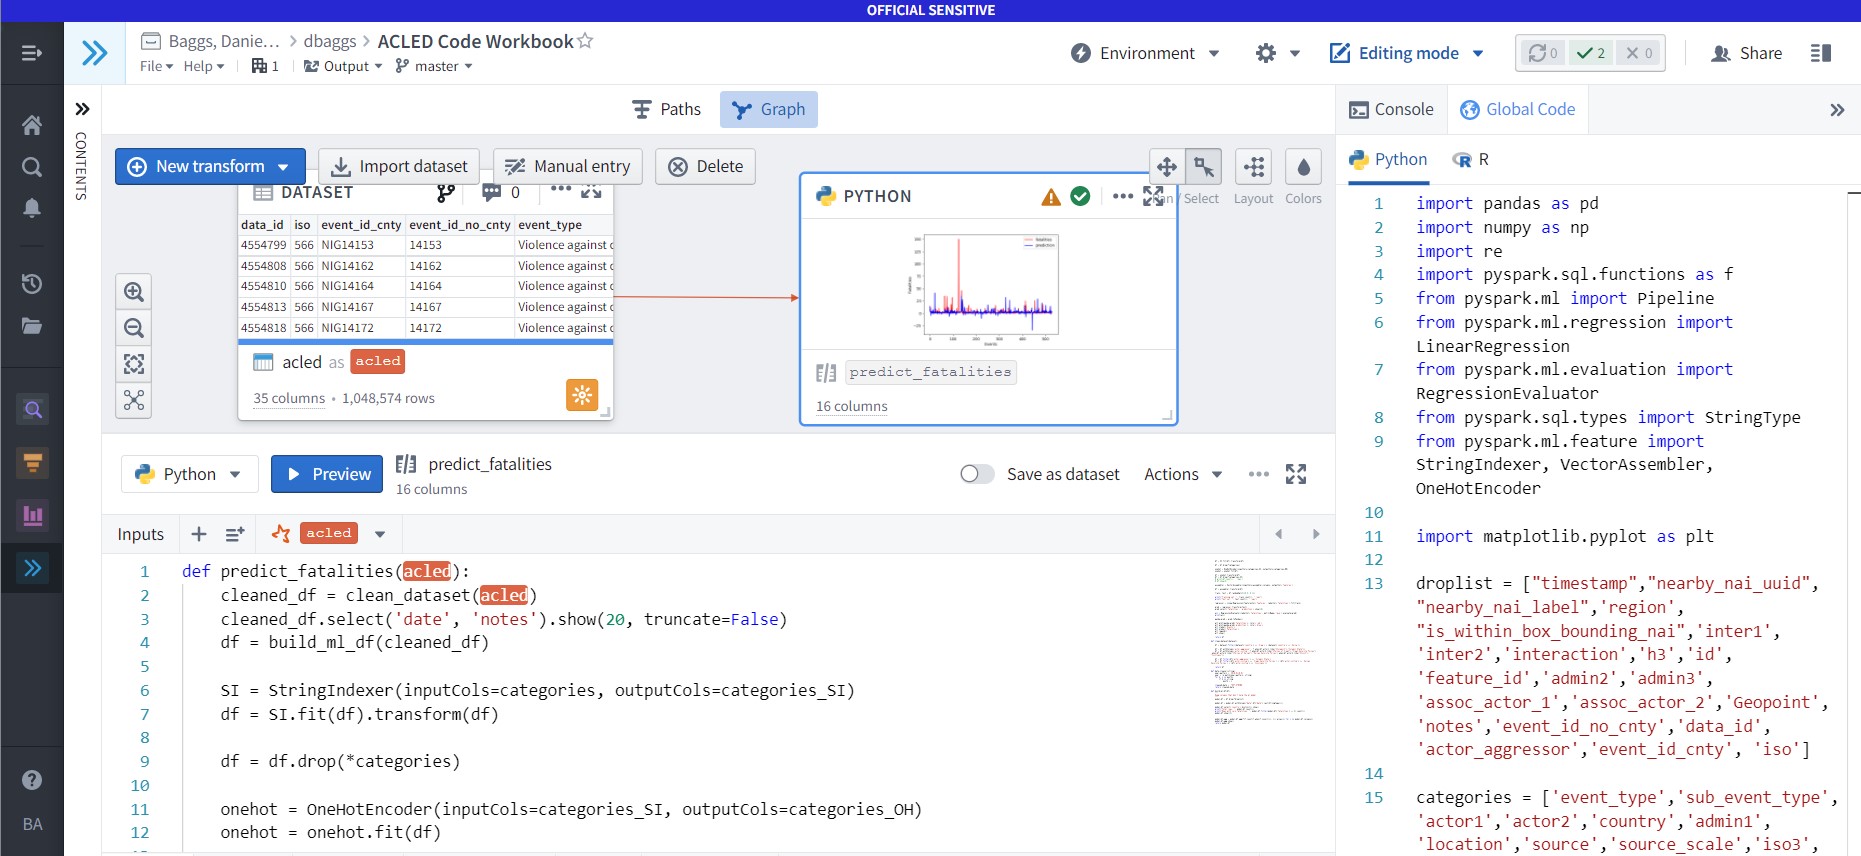 OFFICIAL SENSITIVE
Baggs, Danie... > dbaggs > ACLED Code Workbook
File Help 1 Output master
Environment
Editing mode
0 2 0
Share
CONTENTS
Paths Graph
New transform
Import dataset
Manual entry
Delete
Pan / Select
Layout
Colors
DATASET 0
data_id iso event_id_cnty event_id_no_cnty event_type
4554799 566 NIG14153 14153 Violence against c
4554808 566 NIG14162 14162 Violence against c
4554810 566 NIG14164 14164 Violence against c
4554813 566 NIG14167 14167 Violence against c
4554818 566 NIG14172 14172 Violence against c
acled as acled
35 columns · 1,048,574 rows
PYTHON
predict_fatalities
16 columns
Python
Preview
predict_fatalities
16 columns
Save as dataset
Actions
Inputs
acled
1 def predict_fatalities(acled):
2 cleaned_df = clean_dataset(acled)
3 cleaned_df.select('date', 'notes').show(20, truncate=False)
4 df = build_ml_df(cleaned_df)
5
6 SI = StringIndexer(inputCols=categories, outputCols=categories_SI)
7 df = SI.fit(df).transform(df)
8
9 df = df.drop(*categories)
10
11 onehot = OneHotEncoder(inputCols=categories_SI, outputCols=categories_OH)
12 onehot = onehot.fit(df)
BA
Console Global Code
Python R
1 import pandas as pd
2 import numpy as np
3 import re
4 import pyspark.sql.functions as f
5 from pyspark.ml import Pipeline
6 from pyspark.ml.regression import
LinearRegression
7 from pyspark.ml.evaluation import
RegressionEvaluator
8 from pyspark.sql.types import StringType
9 from pyspark.ml.feature import
StringIndexer, VectorAssembler,
OneHotEncoder
10
11 import matplotlib.pyplot as plt
12
13 droplist = ["timestamp","nearby_nai_uuid",
"nearby_nai_label",'region',
"is_within_box_bounding_nai",'inter1',
'inter2','interaction','h3','id',
'feature_id','admin2','admin3',
'assoc_actor_1','assoc_actor_2','Geopoint',
'notes','event_id_no_cnty','data_id',
'actor_aggressor','event_id_cnty', 'iso']
14
15 categories = ['event_type','sub_event_type',
'actor1','actor2','country','admin1',
'location','source','source_scale','iso3',